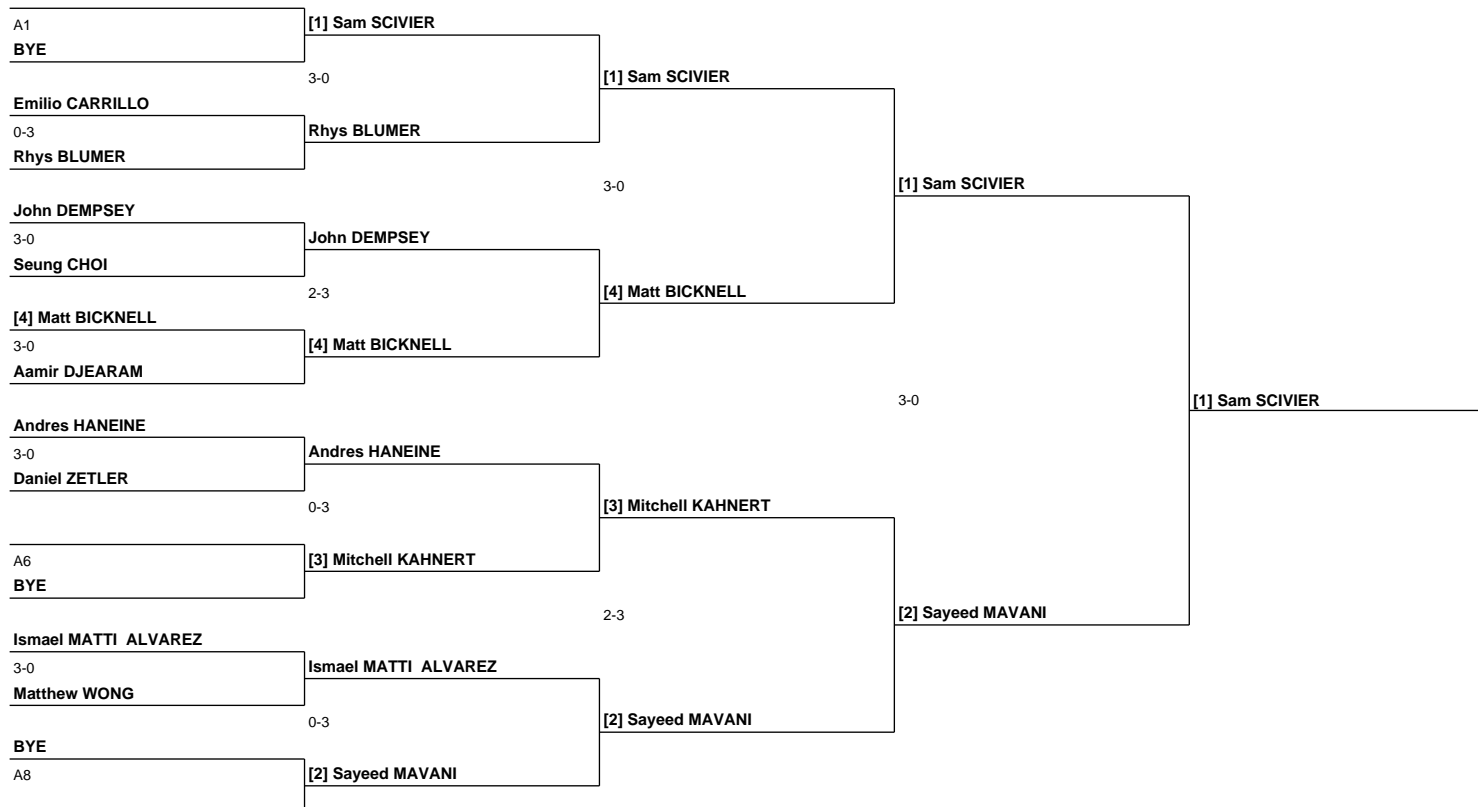 A1
BYE
Emilio CARRILLO
0-3
Rhys BLUMER
John DEMPSEY
3-0
Seung CHOI
[4] Matt BICKNELL
3-0
Aamir DJEARAM
Andres HANEINE
3-0
Daniel ZETLER
A6
BYE
Ismael MATTI  ALVAREZ
3-0
Matthew WONG
BYE
A8
[1] Sam SCIVIER
3-0
Rhys BLUMER
John DEMPSEY
2-3
[4] Matt BICKNELL
Andres HANEINE
0-3
[3] Mitchell KAHNERT
Ismael MATTI  ALVAREZ
0-3
[2] Sayeed MAVANI
[1] Sam SCIVIER
3-0
[4] Matt BICKNELL
[3] Mitchell KAHNERT
2-3
[2] Sayeed MAVANI
[1] Sam SCIVIER
3-0
[2] Sayeed MAVANI
[1] Sam SCIVIER